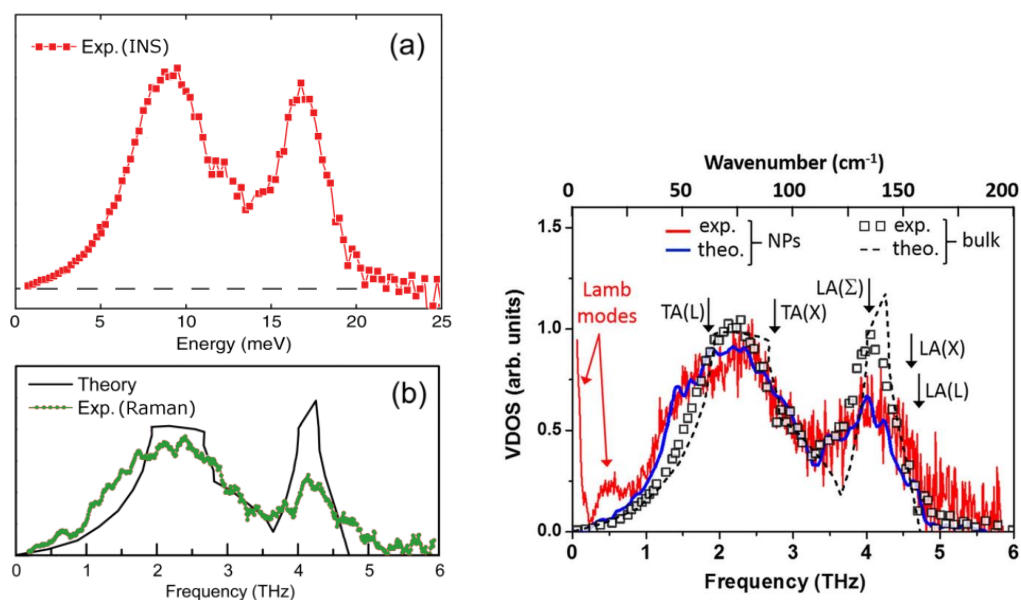 (a)
Exp. (INS)
0 5 10 15 20 25
Energy (meV)
(b)
Theory
Exp. (Raman)
0 1 2 3 4 5 6
Frequency (THz)
Wavenumber (cm-1)
0 50 100 150 200
1.5
1.0
0.5
0.0
VDOS (arb. units)
exp.
theo.
NPs
exp.
theo.
bulk
Lamb
modes
TA(L)
TA(X)
LA(Σ)
LA(X)
LA(L)
0 1 2 3 4 5 6
Frequency (THz)